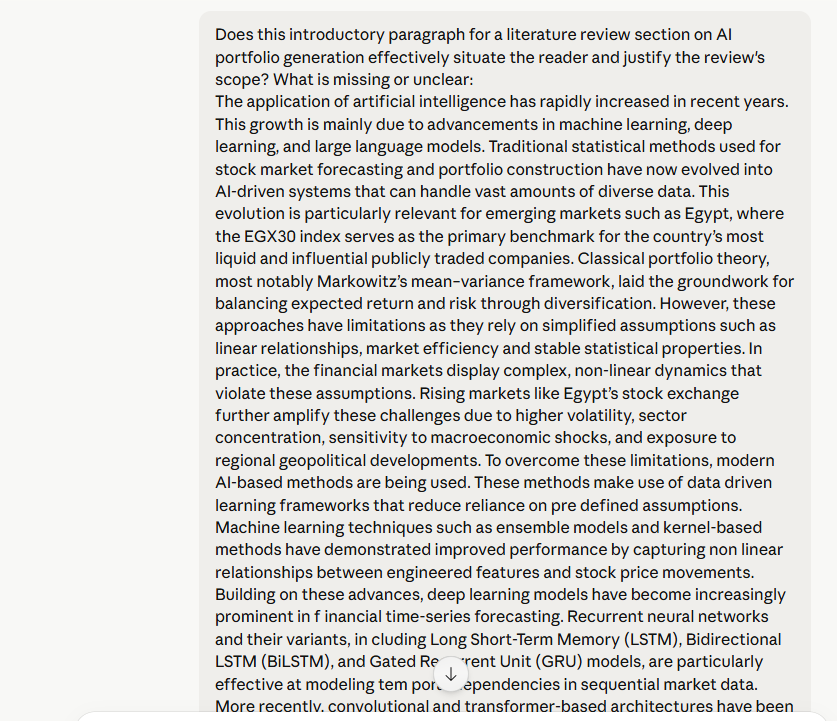 Does this introductory paragraph for a literature review section on AI
portfolio generation effectively situate the reader and justify the review's
scope? What is missing or unclear:
The application of artificial intelligence has rapidly increased in recent years.
This growth is mainly due to advancements in machine learning, deep
learning, and large language models. Traditional statistical methods used for
stock market forecasting and portfolio construction have now evolved into
AI-driven systems that can handle vast amounts of diverse data. This
evolution is particularly relevant for emerging markets such as Egypt, where
the EGX30 index serves as the primary benchmark for the country's most
liquid and influential publicly traded companies. Classical portfolio theory,
most notably Markowitz's mean–variance framework, laid the groundwork for
balancing expected return and risk through diversification. However, these
approaches have limitations as they rely on simplified assumptions such as
linear relationships, market efficiency and stable statistical properties. In
practice, the financial markets display complex, non-linear dynamics that
violate these assumptions. Rising markets like Egypt's stock exchange
further amplify these challenges due to higher volatility, sector
concentration, sensitivity to macroeconomic shocks, and exposure to
regional geopolitical developments. To overcome these limitations, modern
AI-based methods are being used. These methods make use of data driven
learning frameworks that reduce reliance on pre defined assumptions.
Machine learning techniques such as ensemble models and kernel-based
methods have demonstrated improved performance by capturing non linear
relationships between engineered features and stock price movements.
Building on these advances, deep learning models have become increasingly
prominent in f inancial time-series forecasting. Recurrent neural networks
and their variants, in cluding Long Short-Term Memory (LSTM), Bidirectional
LSTM (BiLSTM), and Gated Unit (GRU) models, are particularly
effective at modeling tem in sequential market data.
More recently, convolutional and transformer-based architectures have been